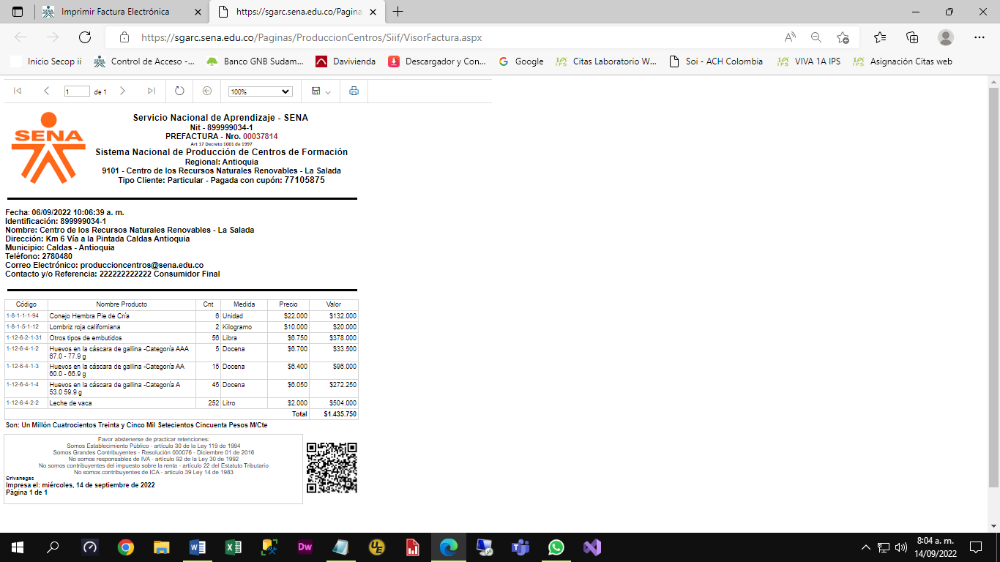 Imprimir Factura Electrónica
https://sgarc.sena.edu.co/Pagina
https://sgarc.sena.edu.co/Paginas/ProduccionCentros/Siif/VisorFactura.aspx
Inicio Secop ii
Control de Acceso -...
Banco GNB Sudam...
Davivienda
Descargador y Con...
Google
Citas Laboratorio W...
Soi - ACH Colombia
VIVA 1A IPS
Asignación Citas web
1 de 1 100%
SENA
Servicio Nacional de Aprendizaje - SENA
Nit - 899999034-1
PREFACTURA - Nro. 00037814
Art 17 Decreto 1001 de 1997
Sistema Nacional de Producción de Centros de Formación
Regional: Antioquia
9101 - Centro de los Recursos Naturales Renovables - La Salada
Tipo Cliente: Particular - Pagada con cupón: 77105875
Fecha: 06/09/2022 10:06:39 a. m.
Identificación: 899999034-1
Nombre: Centro de los Recursos Naturales Renovables - La Salada
Dirección: Km 6 Vía a la Pintada Caldas Antioquia
Municipio: Caldas - Antioquia
Teléfono: 2780480
Correo Electrónico: produccioncentros@sena.edu.co
Contacto y/o Referencia: 222222222222 Consumidor Final
Código Nombre Producto Cnt Medida Precio Valor
1-8-1-1-1-94 Conejo Hembra Pie de Cría 6 Unidad $22.000 $132.000
1-8-1-5-1-12 Lombriz roja californiana 2 Kilogramo $10.000 $20.000
1-12-6-2-1-31 Otros tipos de embutidos 56 Libra $6.750 $378.000
1-12-6-4-1-2 Huevos en la cáscara de gallina -Categoría AAA 5 Docena $6.700 $33.500
67.0 - 77.9 g
1-12-6-4-1-3 Huevos en la cáscara de gallina -Categoría AA 15 Docena $6.400 $96.000
60.0 - 66.9 g
1-12-6-4-1-4 Huevos en la cáscara de gallina -Categoría A 45 Docena $6.050 $272.250
53.0 59.9 g
1-12-6-4-2-2 Leche de vaca 252 Litro $2.000 $504.000
Total $1.435.750
Son: Un Millón Cuatrocientos Treinta y Cinco Mil Setecientos Cincuenta Pesos M/Cte
Favor abstenerse de practicar retenciones:
Somos Establecimiento Público - artículo 30 de la Ley 119 de 1994
Somos Grandes Contribuyentes - Resolución 000076 - Diciembre 01 de 2016
No somos responsables de IVA - artículo 92 de la Ley 30 de 1992
No somos contribuyentes del impuesto sobre la renta - artículo 22 del Estatuto Tributario
No somos contribuyentes de ICA - articulo 39 Ley 14 de 1983
©rivanegas
Impresa el: miércoles, 14 de septiembre de 2022
Página 1 de 1
8:04 a. m.
14/09/2022